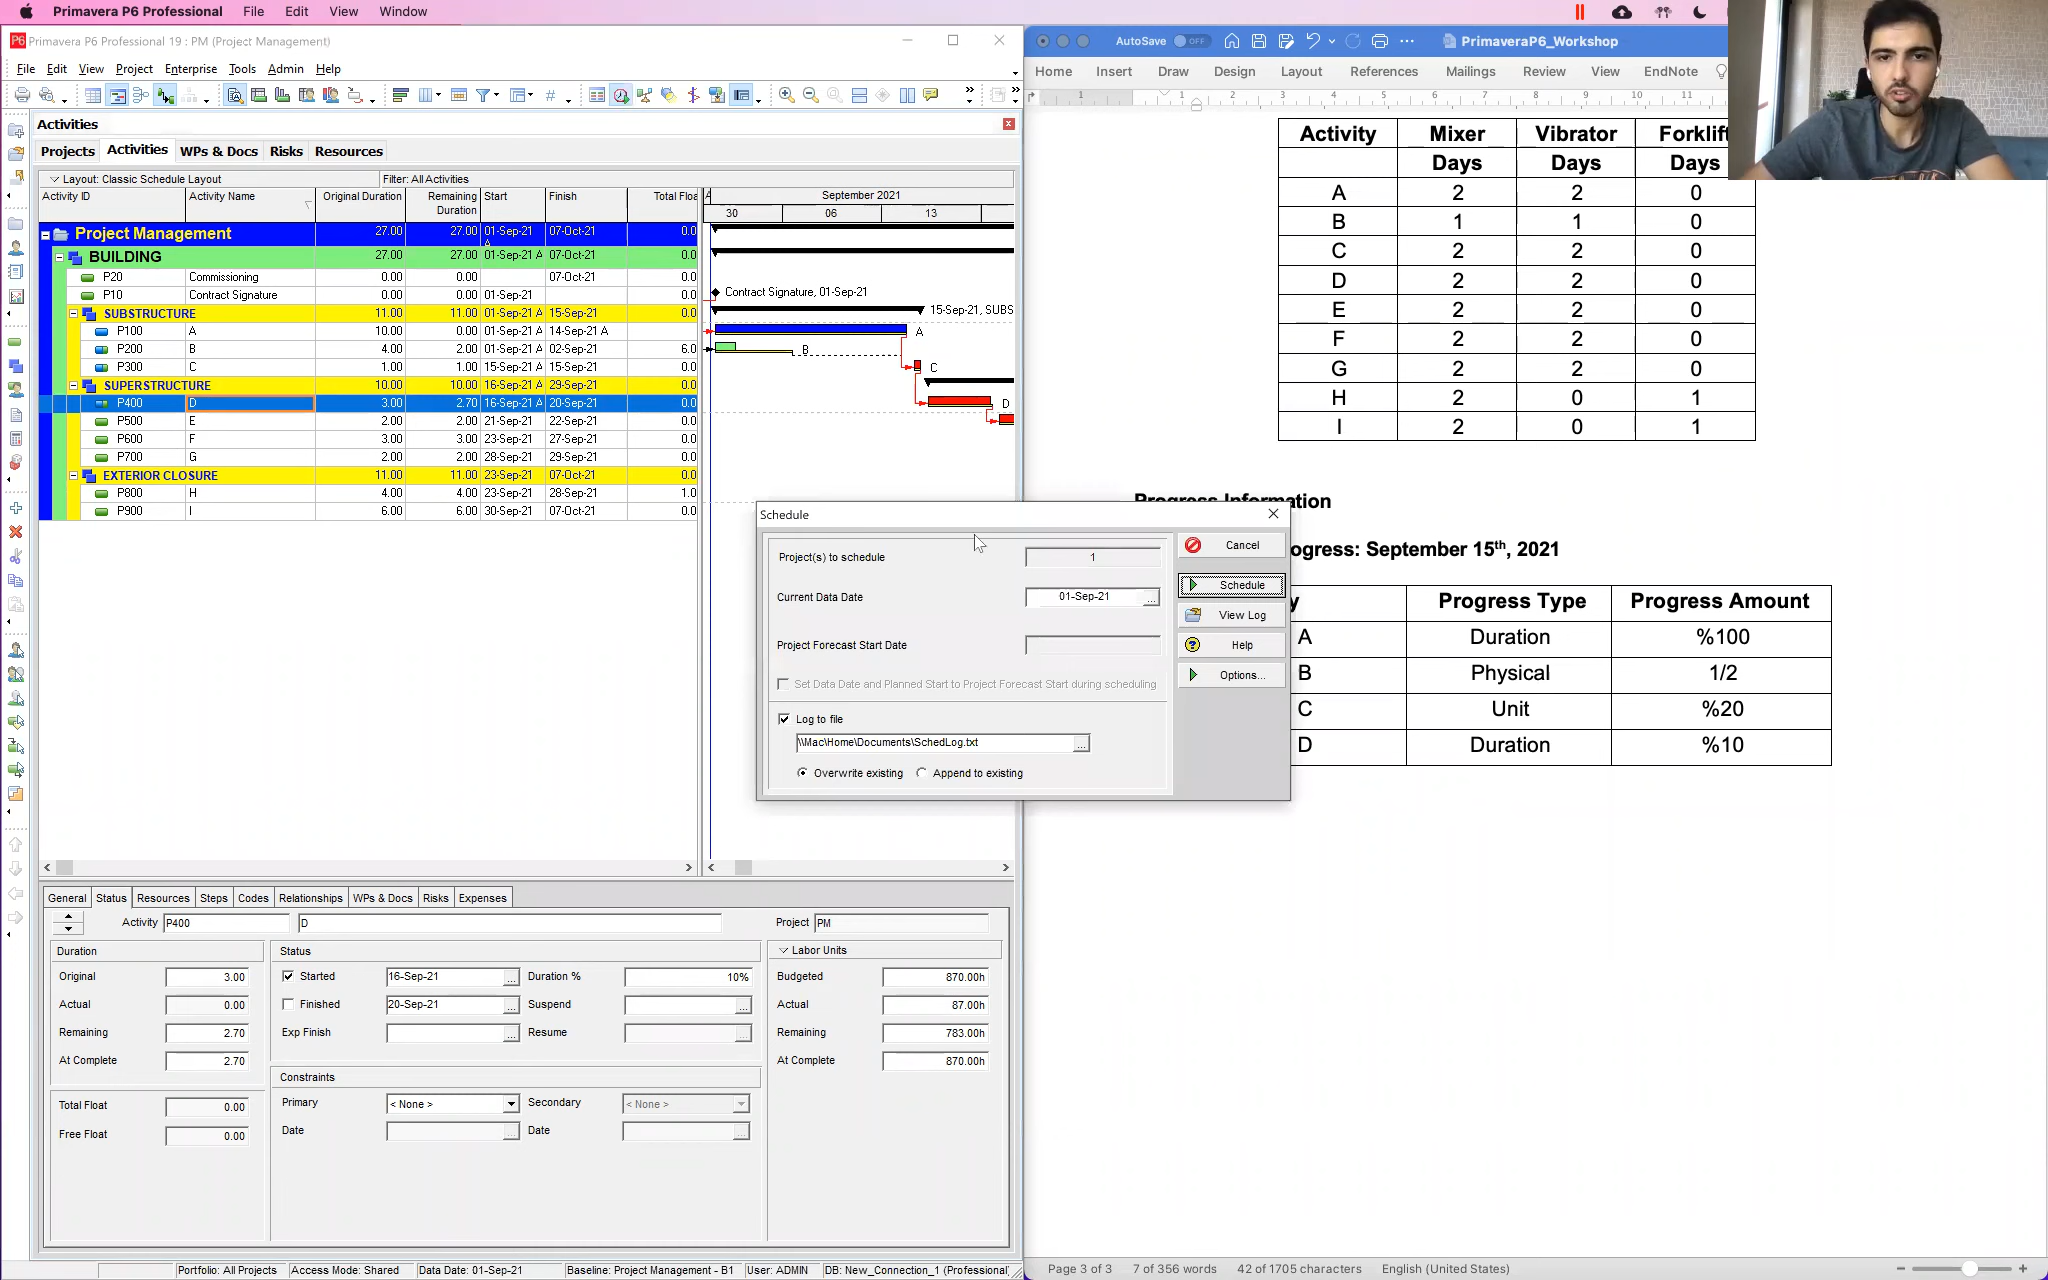 Primavera P6 Professional File Edit View Window
Primavera P6 Professional 19 : PM (Project Management)
File Edit View Project Enterprise Tools Admin Help
Activities
Projects Activities WPs & Docs Risks Resources
Layout: Classic Schedule Layout Filter: All Activities
Activity ID Activity Name Original Duration Remaining Duration Start Finish Total Floa
September 2021
30 06 13
Project Management 27.00 27.00 01-Sep-21 A 07-Oct-21 0.0
BUILDING 27.00 27.00 01-Sep-21 A 07-Oct-21 0.0
P20 Commissioning 0.00 0.00 07-Oct-21 0.0
P10 Contract Signature 0.00 0.00 01-Sep-21 0.0
SUBSTRUCTURE 11.00 11.00 01-Sep-21 A 15-Sep-21 0.0
P100 A 10.00 0.00 01-Sep-21 A 14-Sep-21 A
P200 B 4.00 2.00 01-Sep-21 A 02-Sep-21 6.0
P300 C 1.00 1.00 15-Sep-21 A 15-Sep-21 0.0
SUPERSTRUCTURE 10.00 10.00 16-Sep-21 A 29-Sep-21 0.0
P400 D 3.00 2.70 16-Sep-21 A 20-Sep-21 0.0
P500 E 2.00 2.00 21-Sep-21 22-Sep-21 0.0
P600 F 3.00 3.00 23-Sep-21 27-Sep-21 0.0
P700 G 2.00 2.00 28-Sep-21 29-Sep-21 0.0
EXTERIOR CLOSURE 11.00 11.00 23-Sep-21 07-Oct-21 0.0
P800 H 4.00 4.00 23-Sep-21 28-Sep-21 1.0
P900 I 6.00 6.00 30-Sep-21 07-Oct-21 0.0
Contract Signature, 01-Sep-21
15-Sep-21, SUBS
A
B
C
D
Schedule
Project(s) to schedule 1
Current Data Date 01-Sep-21 ...
Project Forecast Start Date
Set Data Date and Planned Start to Project Forecast Start during scheduling
Log to file
\\Mac\Home\Documents\SchedLog.txt ...
Overwrite existing Append to existing
Cancel
Schedule
View Log
Help
Options...
General Status Resources Steps Codes Relationships WPs & Docs Risks Expenses
Activity P400 D Project PM
Duration
Original 3.00
Actual 0.00
Remaining 2.70
At Complete 2.70
Total Float 0.00
Free Float 0.00
Status
Started 16-Sep-21 ... Duration % 10%
Finished 20-Sep-21 ... Suspend ...
Exp Finish ... Resume ...
Constraints
Primary < None > Secondary < None >
Date ... Date ...
Labor Units
Budgeted 870.00h
Actual 87.00h
Remaining 783.00h
At Complete 870.00h
Portfolio: All Projects Access Mode: Shared Data Date: 01-Sep-21 Baseline: Project Management - B1 User: ADMIN DB: New_Connection_1 (Professional
AutoSave OFF PrimaveraP6_Workshop
Home Insert Draw Design Layout References Mailings Review View EndNote
1 1 2 3 4 5 6 7 8 9 10 11
Activity Mixer Vibrator Forklift
Days Days Days
A 2 2 0
B 1 1 0
C 2 2 0
D 2 2 0
E 2 2 0
F 2 2 0
G 2 2 0
H 2 0 1
I 2 0 1
Progress Information
ogress: September 15th, 2021
y Progress Type Progress Amount
A Duration %100
B Physical 1/2
C Unit %20
D Duration %10
Page 3 of 3 7 of 356 words 42 of 1705 characters English (United States)